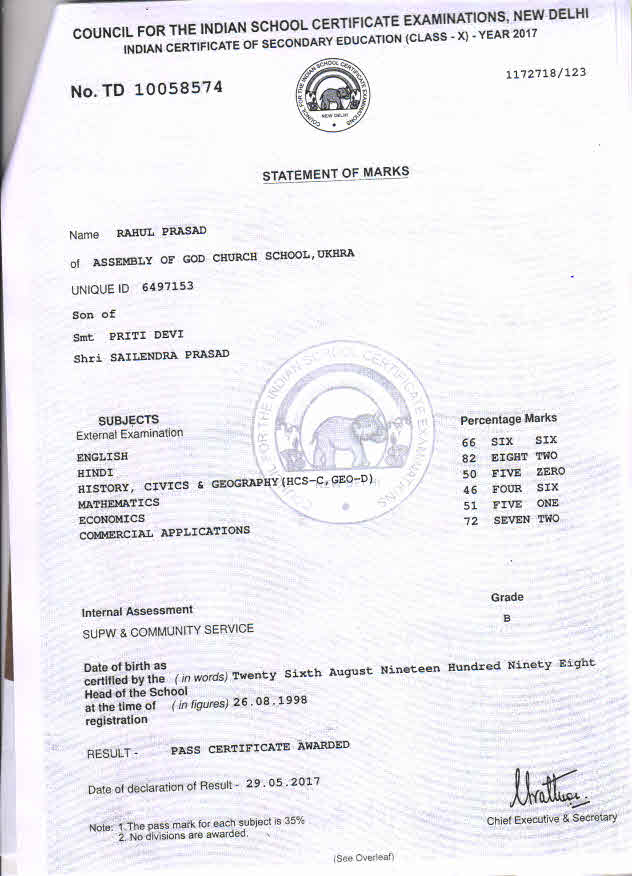 COUNCIL FOR THE INDIAN SCHOOL CERTIFICATE EXAMINATIONS, NEW DELHI
INDIAN CERTIFICATE OF SECONDARY EDUCATION (CLASS - X) - YEAR 2017
No. TD 10058574
1172718/123
COUNCIL FOR THE INDIAN SCHOOL CERTIFICATE EXAMINATIONS
NEW DELHI
STATEMENT OF MARKS
Name RAHUL PRASAD
of ASSEMBLY OF GOD CHURCH SCHOOL,UKHRA
UNIQUE ID 6497153
Son of
Smt PRITI DEVI
Shri SAILENDRA PRASAD
COUNCIL FOR THE INDIAN SCHOOL CERTIFICATE EXAMINATIONS
SUBJECTS Percentage Marks
External Examination
ENGLISH 66 SIX SIX
HINDI 82 EIGHT TWO
HISTORY, CIVICS & GEOGRAPHY(HCS-C,GEO-D) 50 FIVE ZERO
MATHEMATICS 46 FOUR SIX
ECONOMICS 51 FIVE ONE
COMMERCIAL APPLICATIONS 72 SEVEN TWO
Internal Assessment Grade
SUPW & COMMUNITY SERVICE B
Date of birth as
certified by the (in words) Twenty Sixth August Nineteen Hundred Ninety Eight
Head of the School
at the time of (in figures) 26.08.1998
registration
RESULT - PASS CERTIFICATE AWARDED
Date of declaration of Result - 29.05.2017
Chief Executive & Secretary
Note: 1.The pass mark for each subject is 35%
2. No divisions are awarded.
(See Overleaf)